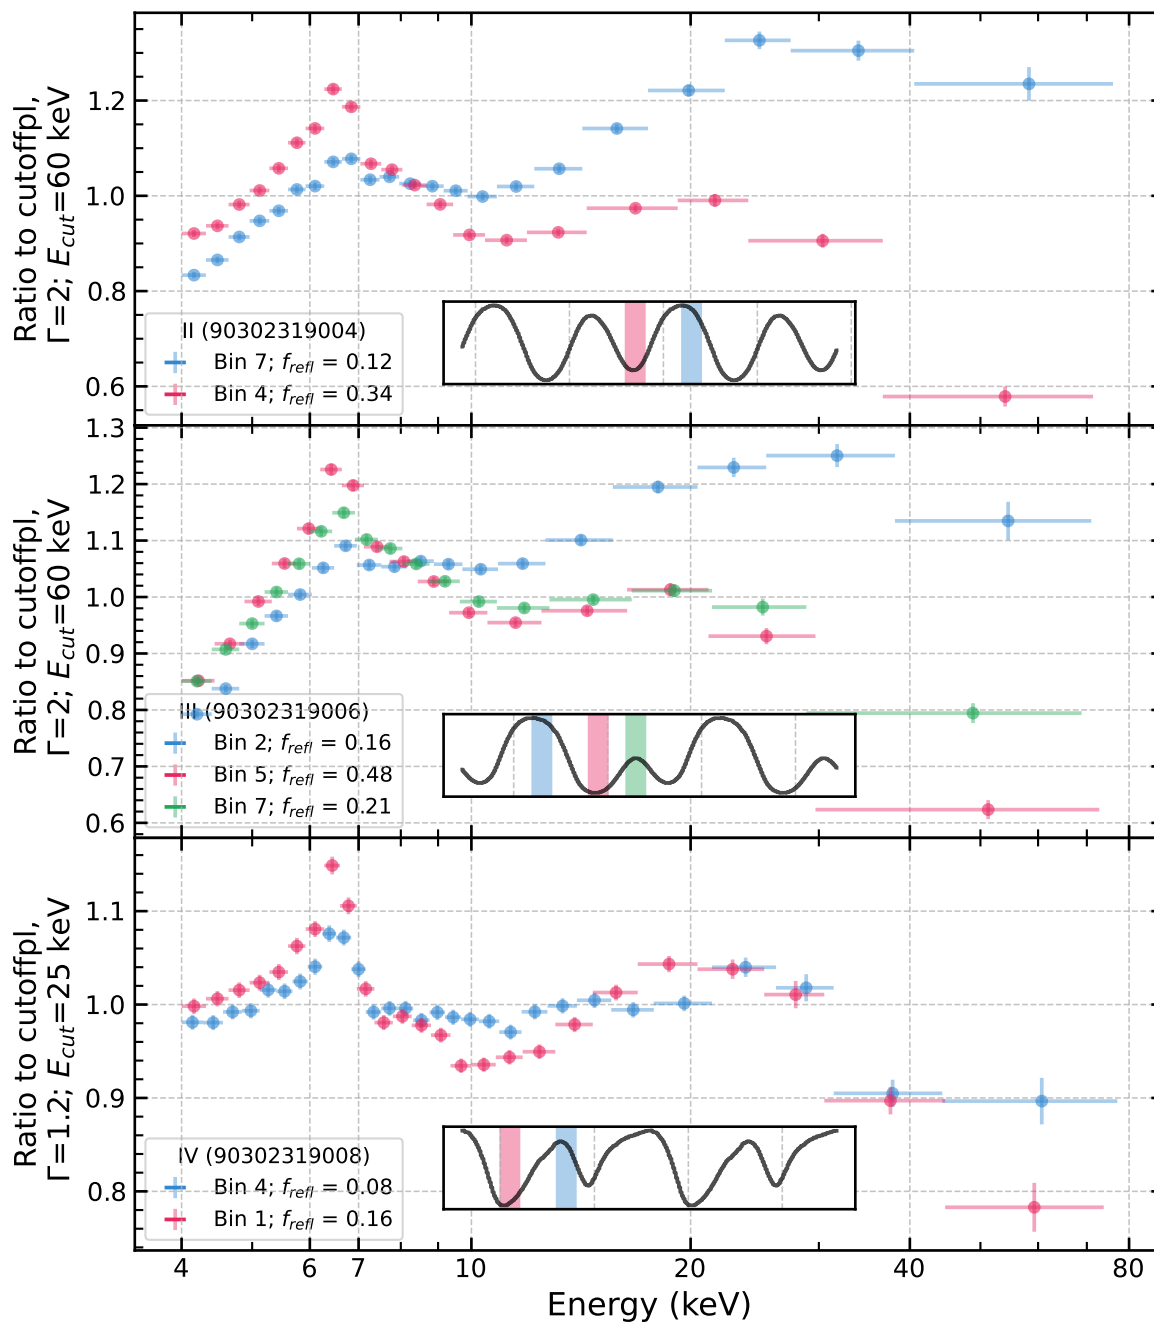 Ratio to cutoffpl,
Γ=2; E_cut=60 keV
1.2
1.0
0.8
0.6
II (90302319004)
Bin 7; f_refl = 0.12
Bin 4; f_refl = 0.34
Ratio to cutoffpl,
Γ=2; E_cut=60 keV
1.3
1.2
1.1
1.0
0.9
0.8
0.7
0.6
III (90302319006)
Bin 2; f_refl = 0.16
Bin 5; f_refl = 0.48
Bin 7; f_refl = 0.21
Ratio to cutoffpl,
Γ=1.2; E_cut=25 keV
1.1
1.0
0.9
0.8
IV (90302319008)
Bin 4; f_refl = 0.08
Bin 1; f_refl = 0.16
4 6 7 10 20 40 80
Energy (keV)